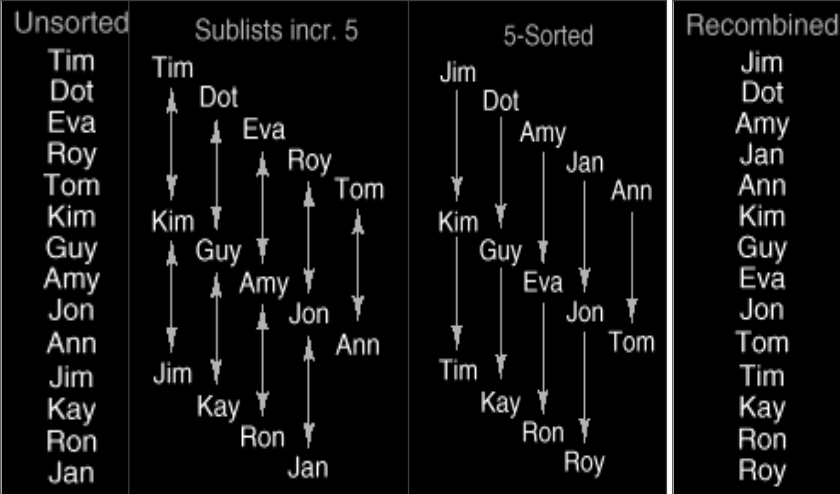 Unsorted
Tim
Dot
Eva
Roy
Tom
Kim
Guy
Amy
Jon
Ann
Jim
Kay
Ron
Jan
Sublists incr. 5
Tim
Dot
Eva
Roy
Tom
Kim
Guy
Amy
Jon
Ann
Jim
Kay
Ron
Jan
5-Sorted
Jim
Dot
Amy
Jan
Ann
Kim
Guy
Eva
Jon
Tom
Tim
Kay
Ron
Roy
Recombined
Jim
Dot
Amy
Jan
Ann
Kim
Guy
Eva
Jon
Tom
Tim
Kay
Ron
Roy